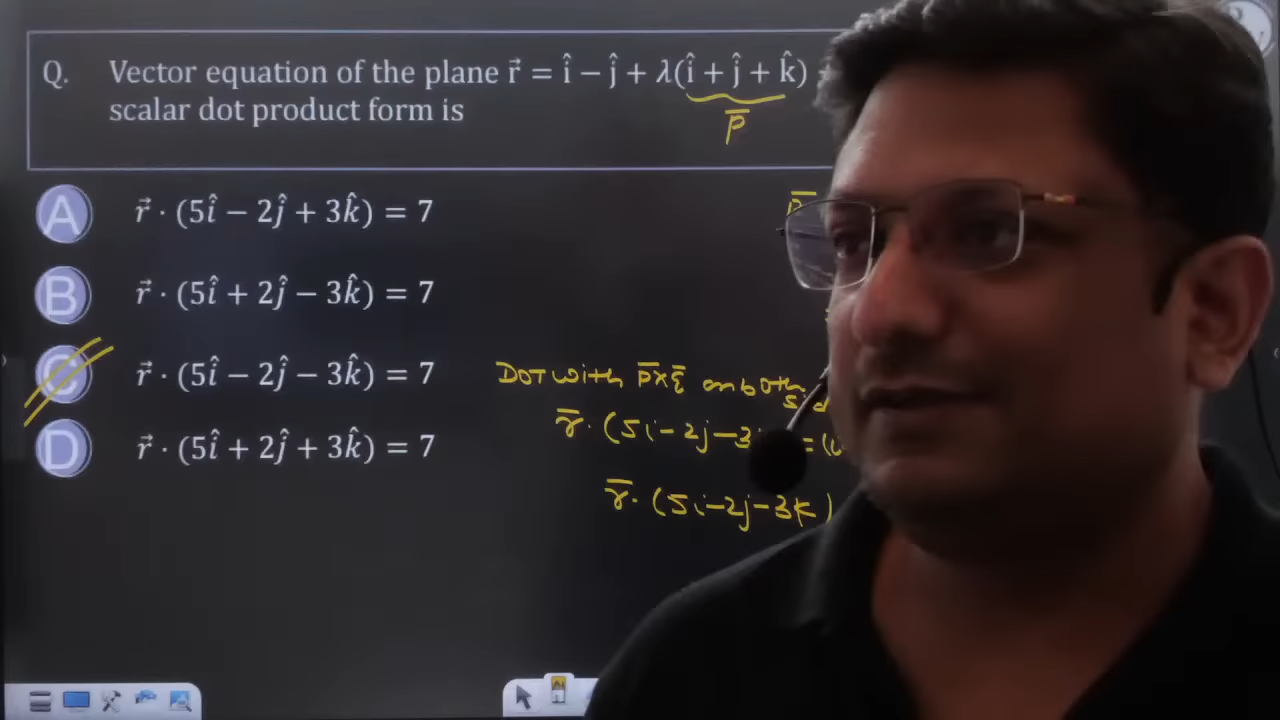 Q. Vector equation of the plane r⃗ = î − ĵ + λ(î + ĵ + k̂)
scalar dot product form is
p̄
A r⃗ · (5î − 2ĵ + 3k̂) = 7
B r⃗ · (5î + 2ĵ − 3k̂) = 7
C r⃗ · (5î − 2ĵ − 3k̂) = 7
D r⃗ · (5î + 2ĵ + 3k̂) = 7
DOT with p̄×q̄ on both
r̄. (5i−2j−3 =
r̄. (5i−2j−3k)